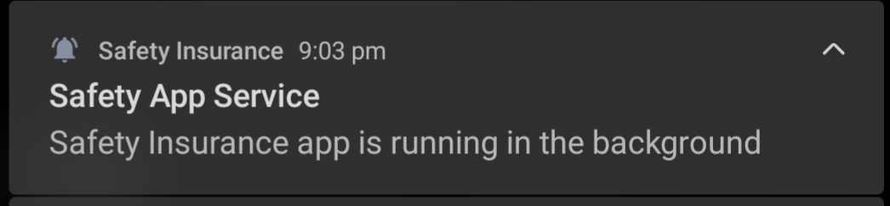 Safety Insurance 9:03 pm
Safety App Service
Safety Insurance app is running in the background